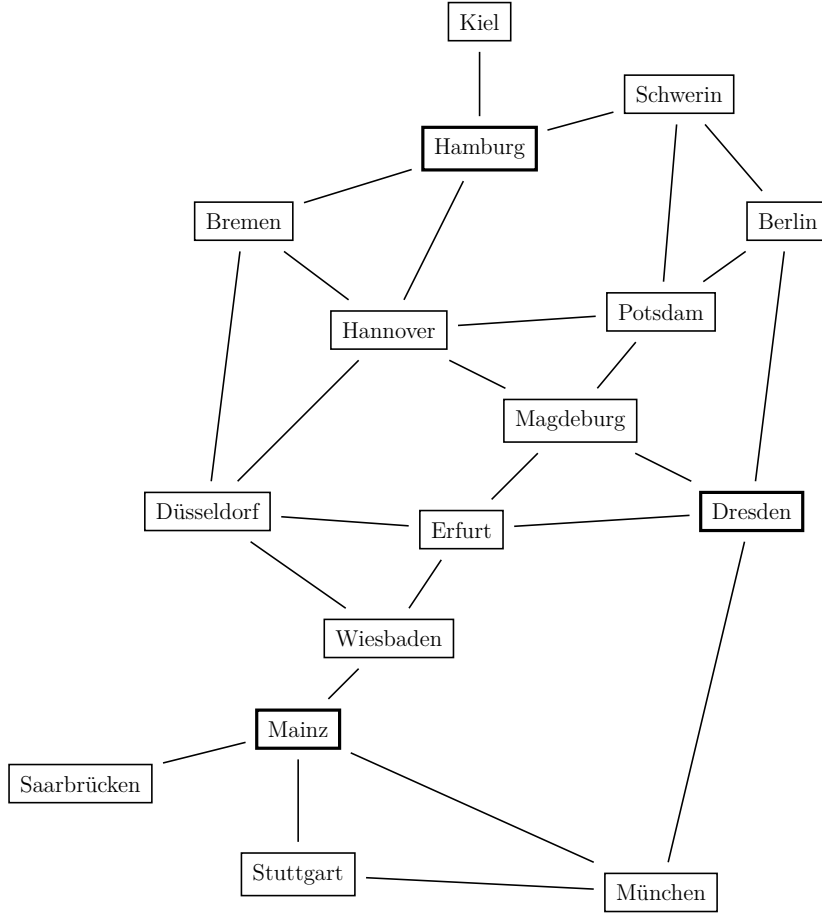 Kiel
Schwerin
Hamburg
Bremen
Berlin
Potsdam
Hannover
Magdeburg
Düsseldorf
Dresden
Erfurt
Wiesbaden
Mainz
Saarbrücken
Stuttgart
München